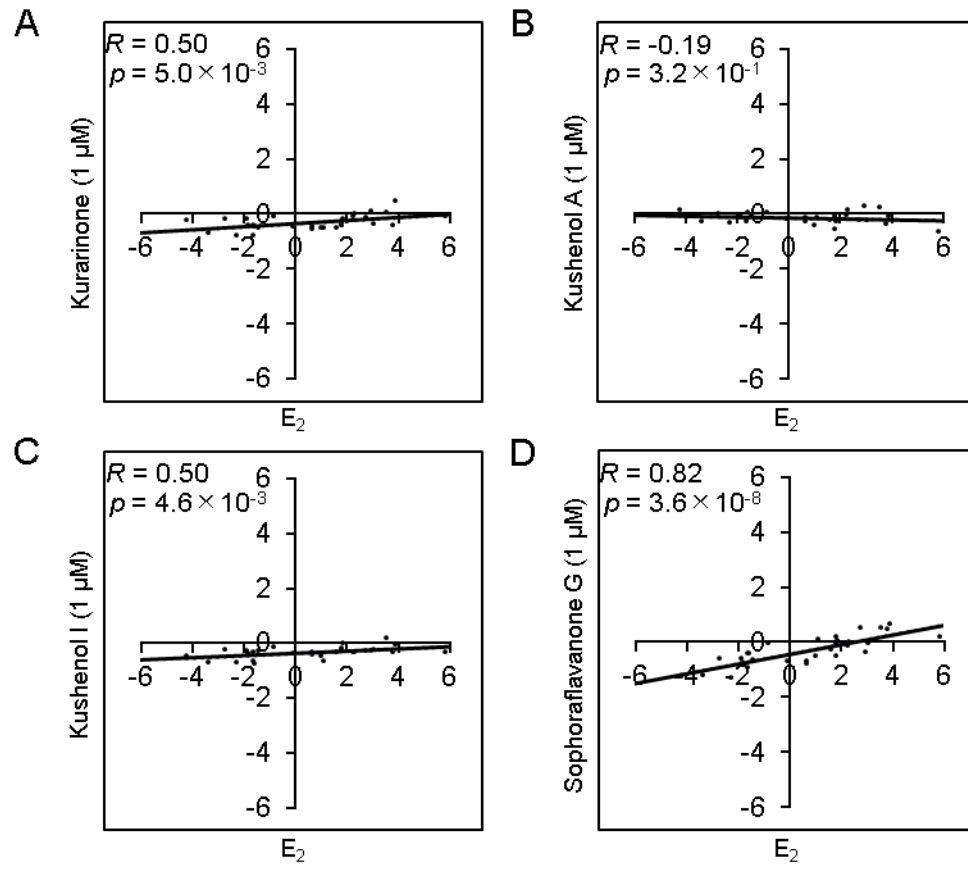 A
R = 0.50
p = 5.0×10⁻³
Kurarinone (1 µM)
6
4
2
0
-2
-4
-6
-6 -4 -2 0 2 4 6
E₂
B
R = -0.19
p = 3.2×10⁻¹
Kushenol A (1 µM)
6
4
2
0
-2
-4
-6
-6 -4 -2 0 2 4 6
E₂
C
R = 0.50
p = 4.6×10⁻³
Kushenol I (1 µM)
6
4
2
0
-2
-4
-6
-6 -4 -2 0 2 4 6
E₂
D
R = 0.82
p = 3.6×10⁻⁸
Sophoraflavanone G (1 µM)
6
4
2
0
-2
-4
-6
-6 -4 -2 0 2 4 6
E₂